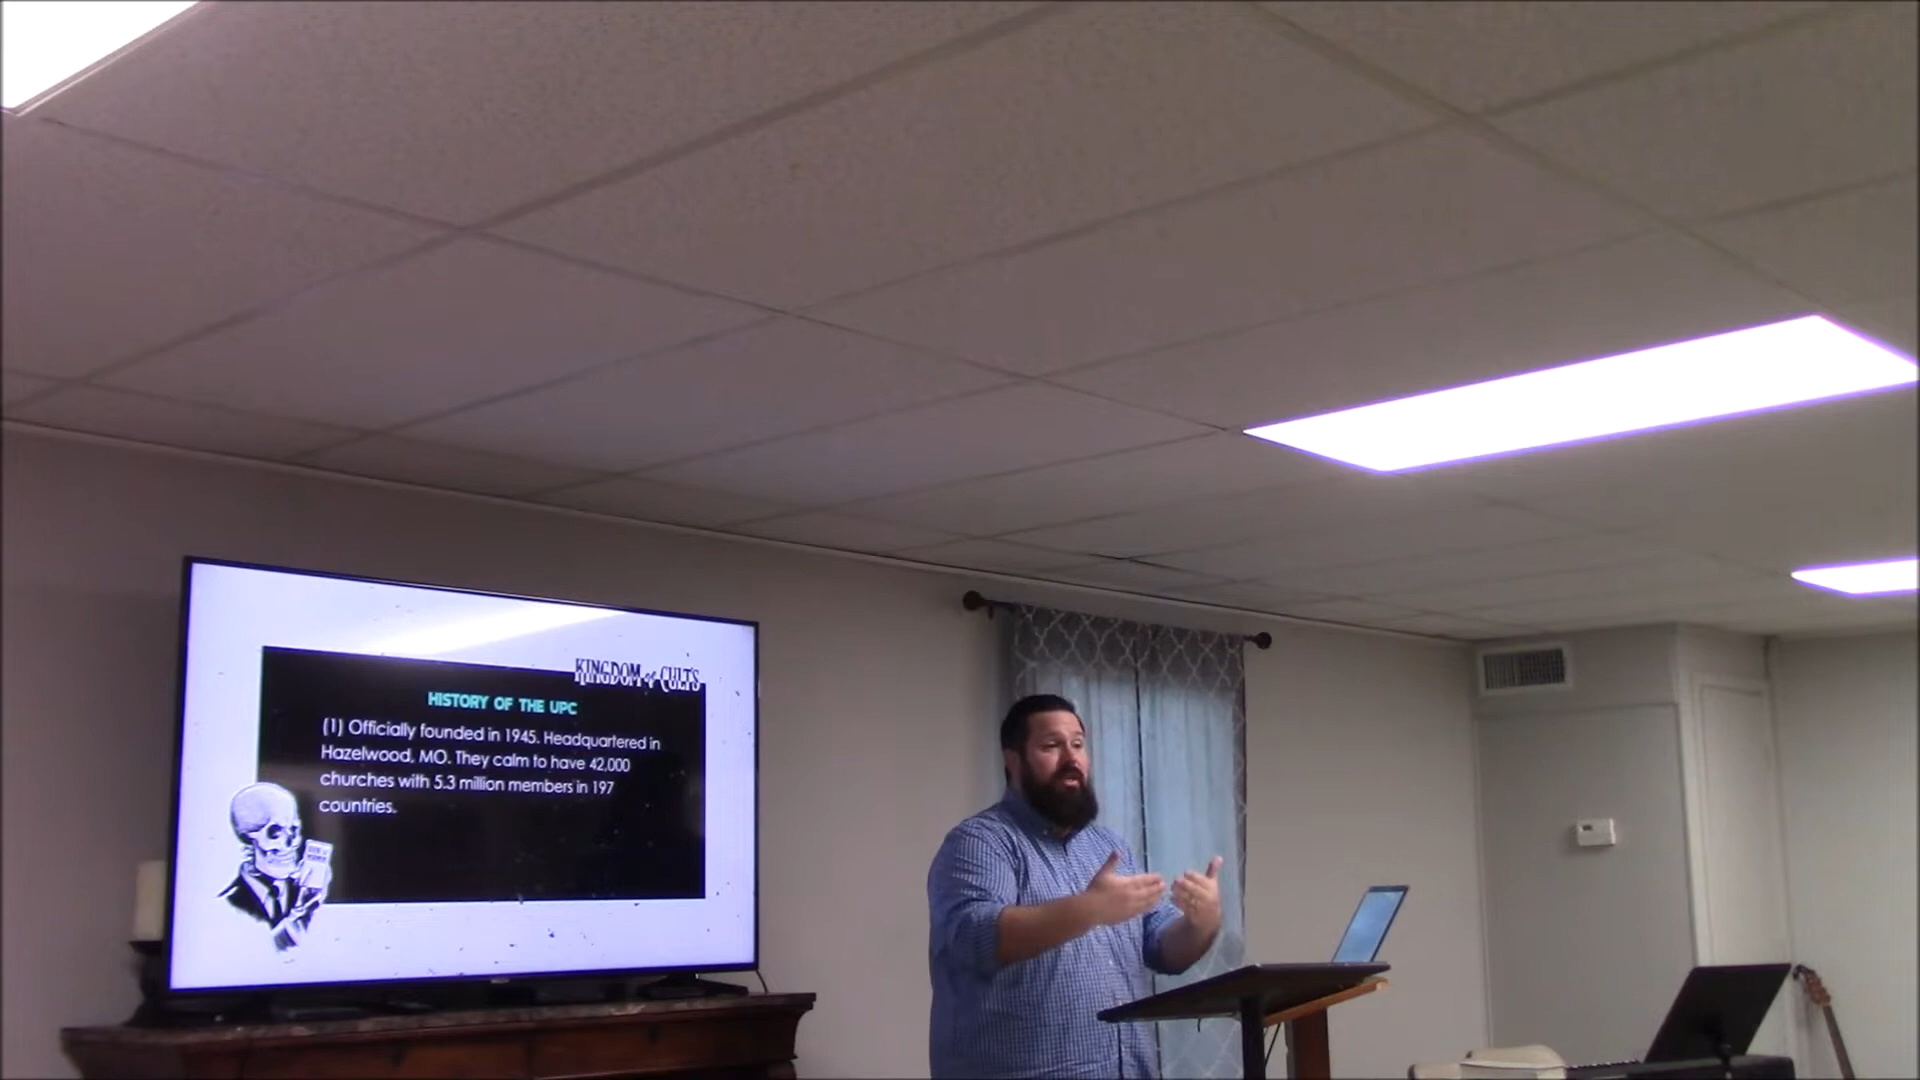 KINGDOM of CULTS
HISTORY OF THE UPC
(1) Officially founded in 1945. Headquartered in
Hazelwood, MO. They calm to have 42,000
churches with 5.3 million members in 197
countries.